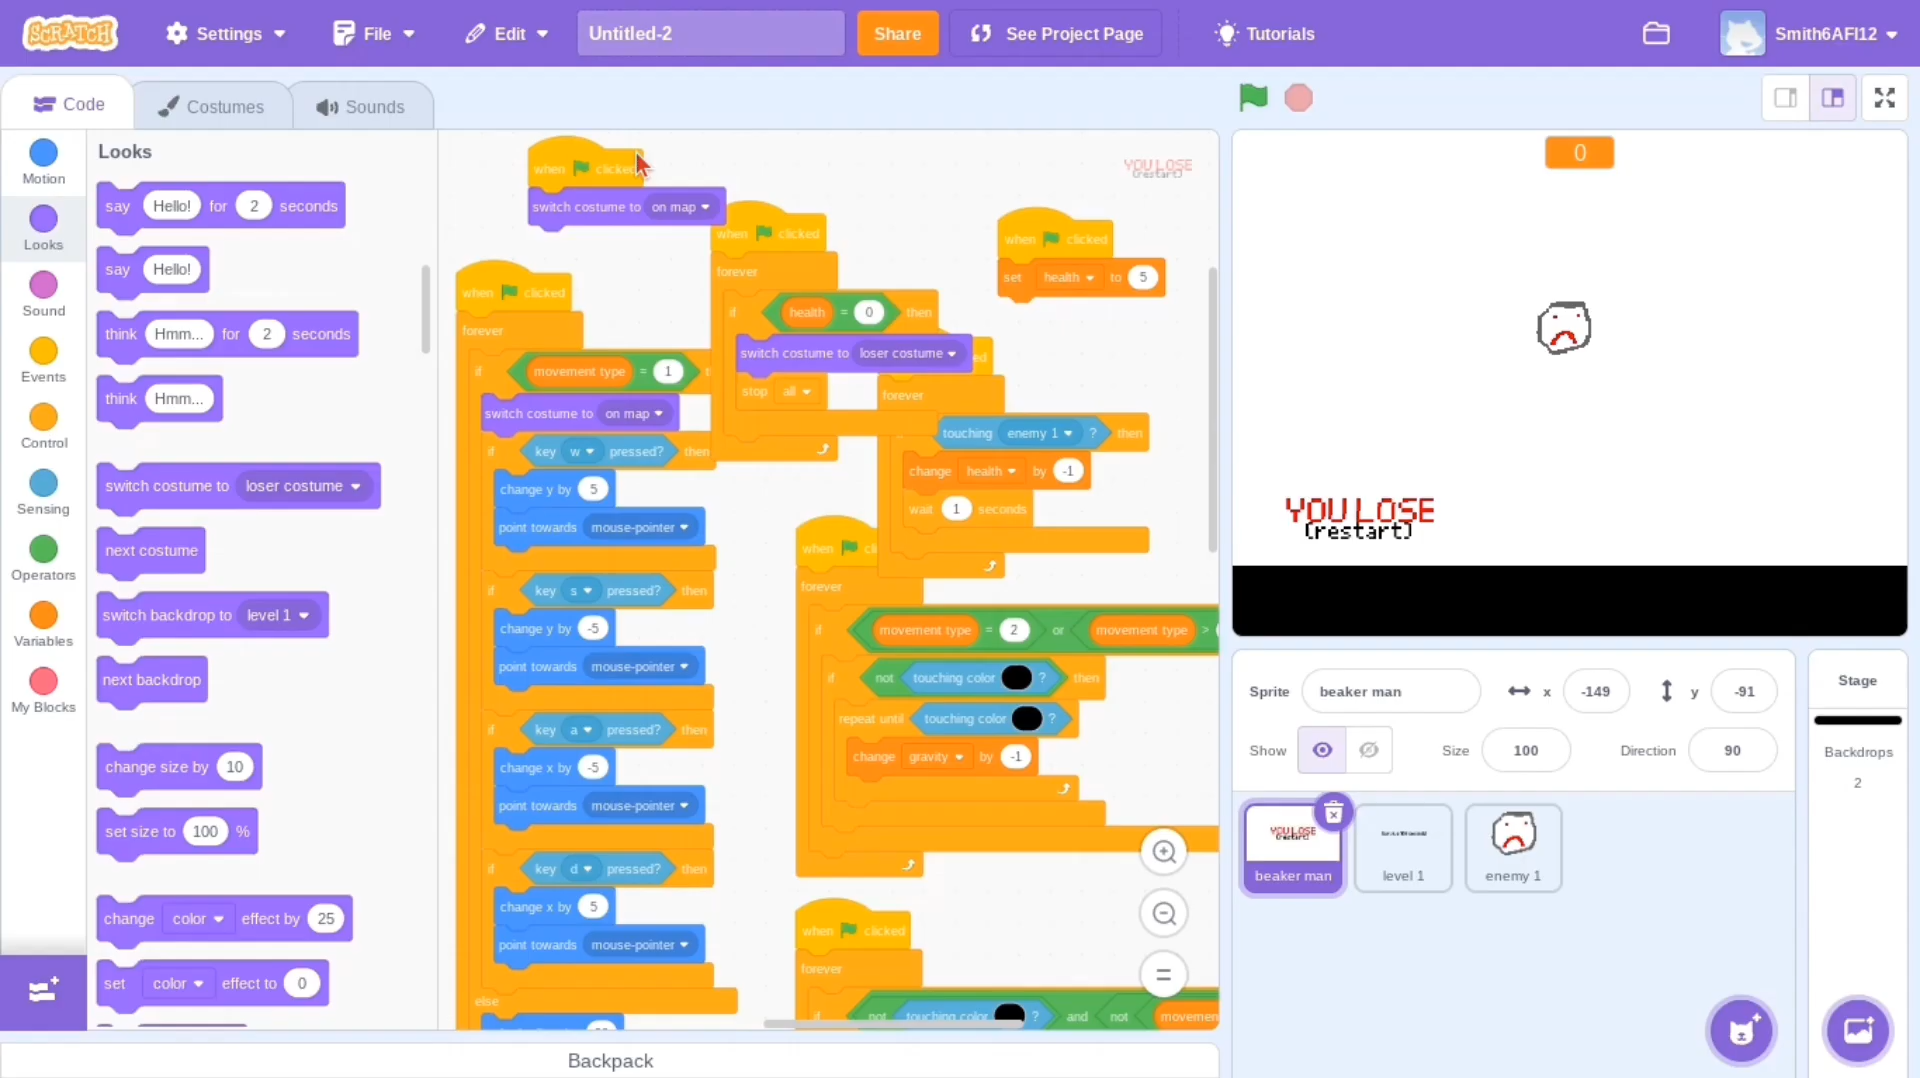 SCRATCH
Settings
File
Edit
Untitled-2
Share
See Project Page
Tutorials
Smith6AFI12
Code
Costumes
Sounds
Motion
Looks
Sound
Events
Control
Sensing
Operators
Variables
My Blocks
Looks
say Hello! for 2 seconds
say Hello!
think Hmm... for 2 seconds
think Hmm...
switch costume to loser costume
next costume
switch backdrop to level 1
next backdrop
change size by 10
set size to 100 %
change color effect by 25
set color effect to 0
when clicked
switch costume to on map
when clicked
forever
if movement type = 1
switch costume to on map
if key w pressed? then
change y by 5
point towards mouse-pointer
if key s pressed? then
change y by -5
point towards mouse-pointer
if key a pressed? then
change x by -5
point towards mouse-pointer
if key d pressed? then
change x by 5
point towards mouse-pointer
else
when clicked
forever
if health = 0 then
switch costume to loser costume
stop all
when clicked
set health to 5
forever
touching enemy 1 ? then
change health by -1
wait 1 seconds
when
forever
if movement type = 2 or movement type >
if not touching color ? then
repeat until touching color ?
change gravity by -1
when clicked
forever
if not touching color ? and not
YOU LOSE
(restart)
0
YOU LOSE
(restart)
Sprite beaker man x -149 y -91
Show Size 100 Direction 90
YOU LOSE
(restart)
beaker man
level 1
enemy 1
Stage
Backdrops
2
Backpack